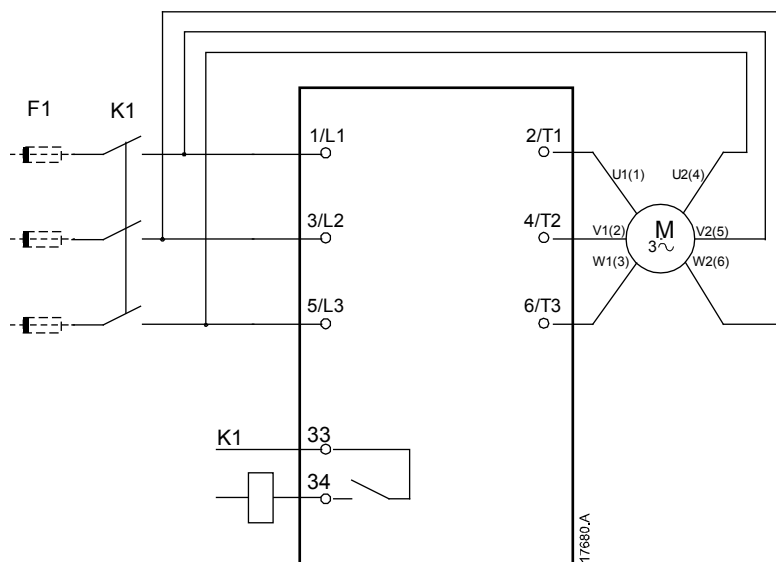 F1
K1
1/L1
2/T1
U1(1)
U2(4)
3/L2
4/T2
V1(2)
M
3
V2(5)
W1(3)
W2(6)
5/L3
6/T3
K1
33
34
17680.A